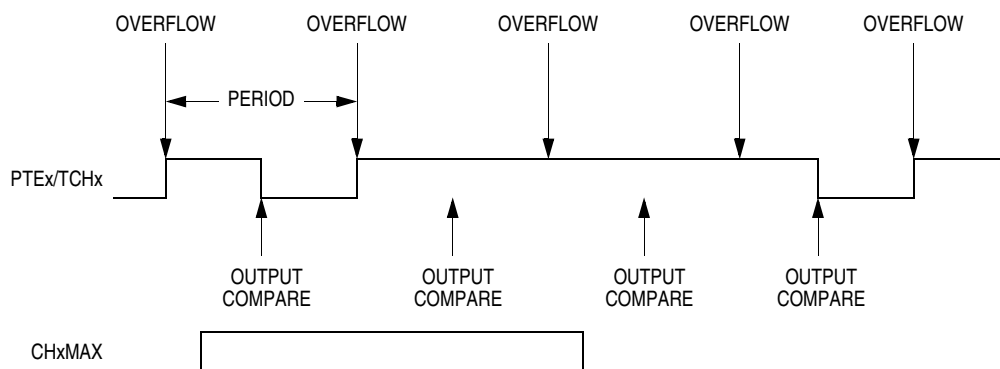 OVERFLOW OVERFLOW OVERFLOW OVERFLOW OVERFLOW
PERIOD
PTEx/TCHx
OUTPUT COMPARE
OUTPUT COMPARE
OUTPUT COMPARE
OUTPUT COMPARE
CHxMAX